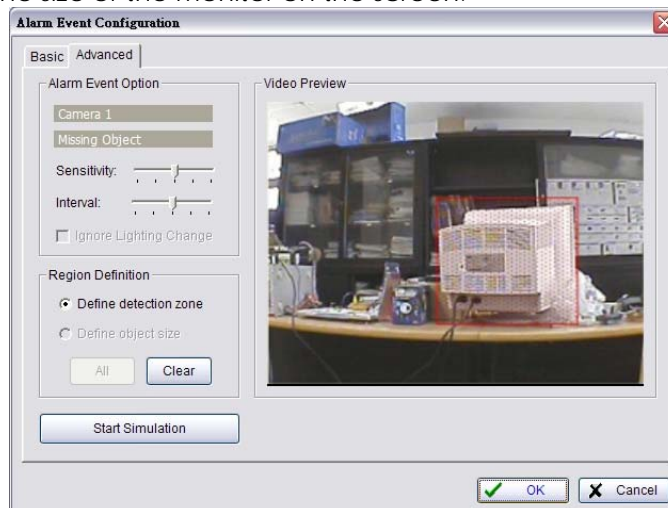 he size of the monitor on the screen.
Alarm Event Configuration
Basic Advanced
Alarm Event Option
Camera 1
Missing Object
Sensitivity:
Interval:
Ignore Lighting Change
Region Definition
Define detection zone
Define object size
All Clear
Start Simulation
Video Preview
OK Cancel